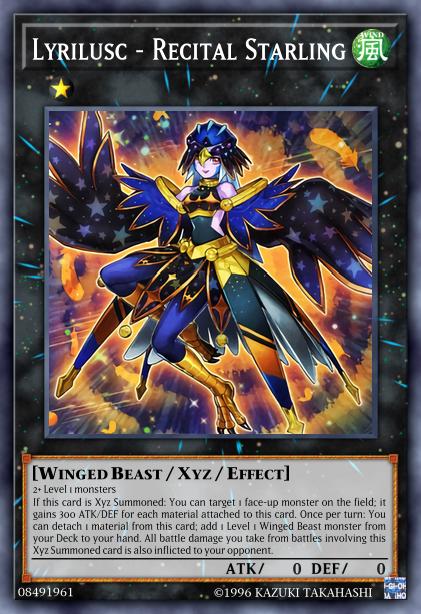 LYRILUSC - RECITAL STARLING
WIND
風
[WINGED BEAST / XYZ / EFFECT]
2+ Level 1 monsters
If this card is Xyz Summoned: You can target 1 face-up monster on the field; it
gains 300 ATK/DEF for each material attached to this card. Once per turn: You
can detach 1 material from this card; add 1 Level 1 Winged Beast monster from
your Deck to your hand. All battle damage you take from battles involving this
Xyz Summoned card is also inflicted to your opponent.
ATK/ 0 DEF/ 0
08491961 ©1996 KAZUKI TAKAHASHI